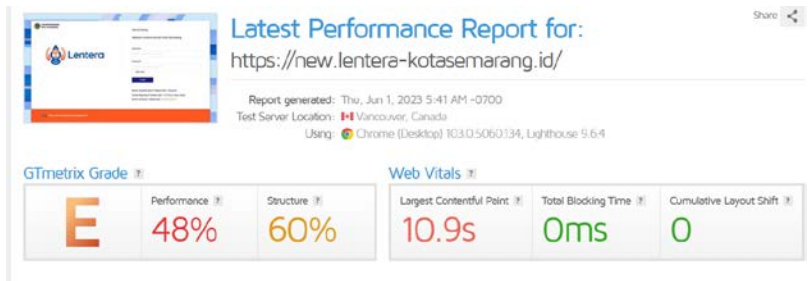 Share
Latest Performance Report for:
https://new.lentera-kotasemarang.id/
Report generated: Thu, Jun 1, 2023 5:41 AM -0700
Test Server Location: Vancouver, Canada
Using: Chrome (Desktop) 103.0.5060.134, Lighthouse 9.6.4
Lentera
GTmetrix Grade ?
Web Vitals ?
E
Performance ?
48%
Structure ?
60%
Largest Contentful Paint ?
10.9s
Total Blocking Time ?
0ms
Cumulative Layout Shift ?
0